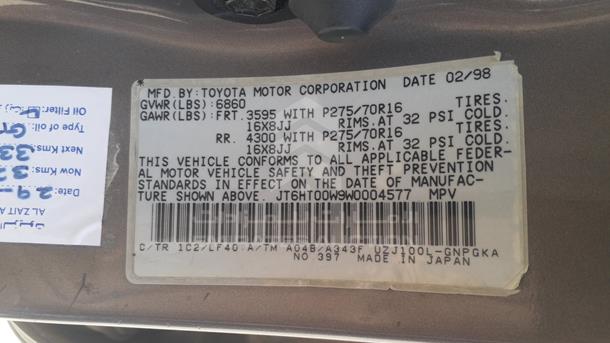 MFD.BY:TOYOTA MOTOR CORPORATION DATE 02/98
GVWR(LBS):6860
GAWR(LBS):FRT.3595 WITH P275/70R16 TIRES.
16X8JJ RIMS.AT 32 PSI COLD.
RR. 4300 WITH P275/70R16 TIRES.
16X8JJ RIMS.AT 32 PSI COLD.
THIS VEHICLE CONFORMS TO ALL APPLICABLE FEDER-
AL MOTOR VEHICLE SAFETY AND THEFT PREVENTION
STANDARDS IN EFFECT ON THE DATE OF MANUFAC-
TURE SHOWN ABOVE. JT6HT00W9W0004577 MPV
C/TR 1C2/LF40 A/TM A04B/A343F UZJ100L-GNPGKA
NO.397 MADE IN JAPAN
AL ZAIT A
Date: 29
Now Kms:
Next Kms:
Type of oil:
Oil Filter: